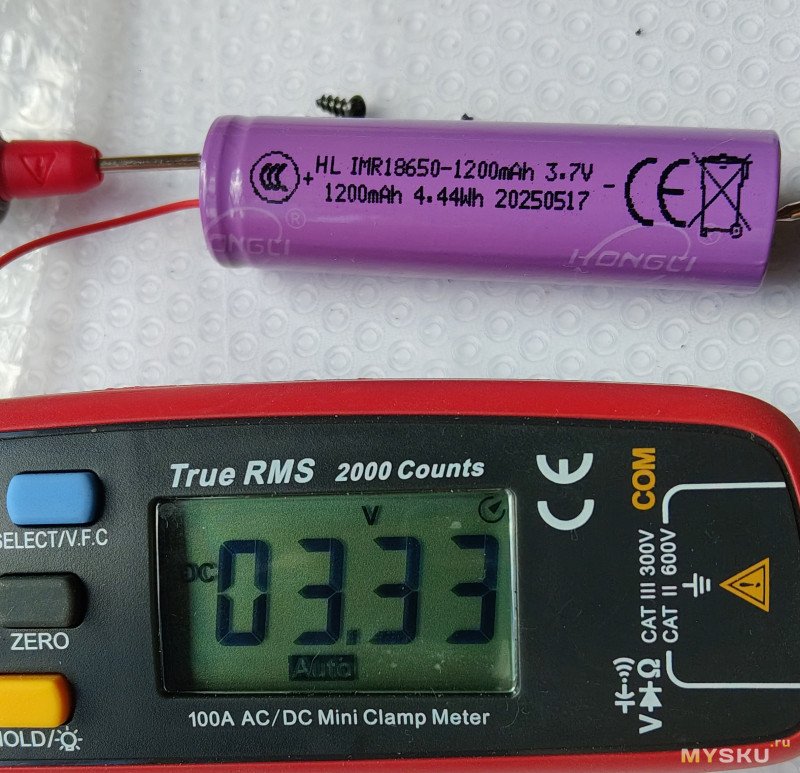 HL IMR18650-1200mAh 3.7V
+ 1200mAh 4.44Wh 20250517 -
CE
HONGLI ®
HONGLI
True RMS 2000 Counts
CE
COM
SELECT/V.F.C
V
DC 03.33
Auto
ZERO
HOLD/
CAT III 300V
CAT II 600V
VΩ
100A AC/DC Mini Clamp Meter
MYSKU.ru